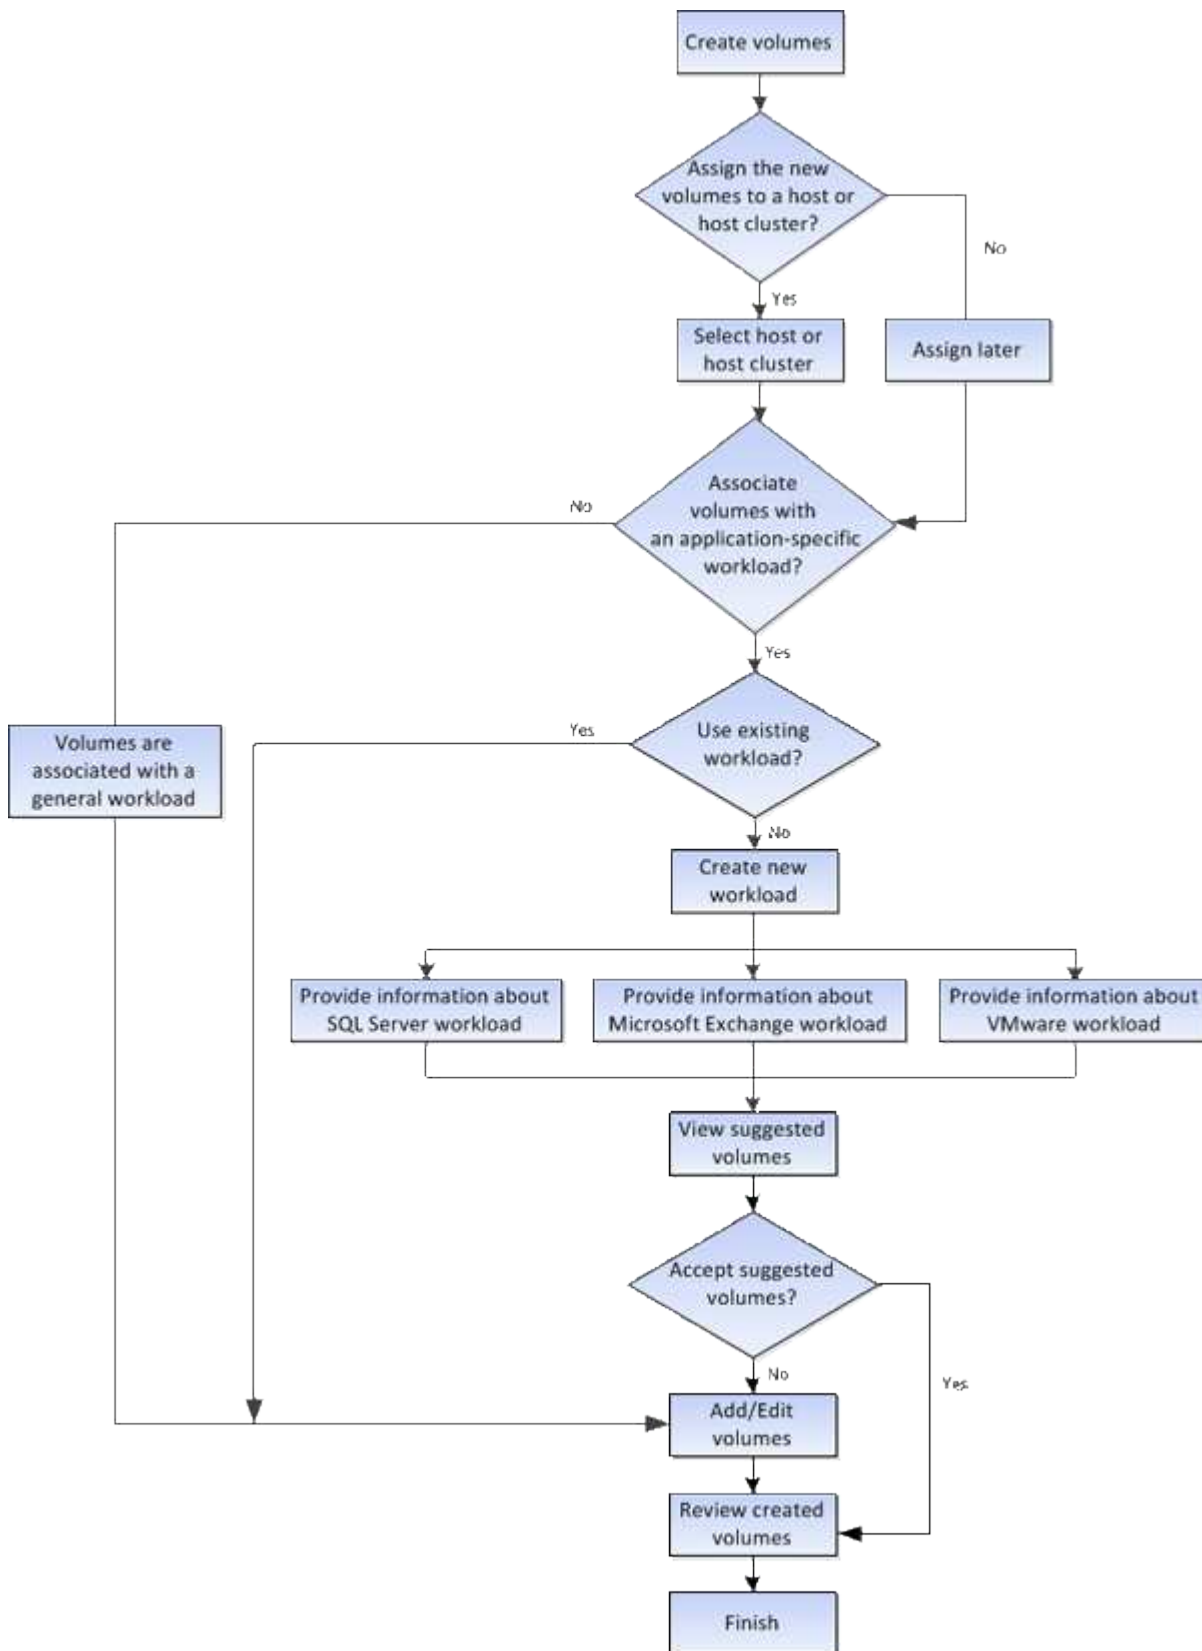 Create volumes
Assign the new
volumes to a host or
host cluster?
No
Yes
Select host or
host cluster
Assign later
Associate
volumes with
an application-specific
workload?
No
Yes
Use existing
workload?
Yes
Volumes are
associated with a
general workload
No
Create new
workload
Provide information about
SQL Server workload
Provide information about
Microsoft Exchange workload
Provide information about
VMware workload
View suggested
volumes
Accept suggested
volumes?
No
Yes
Add/Edit
volumes
Review created
volumes
Finish